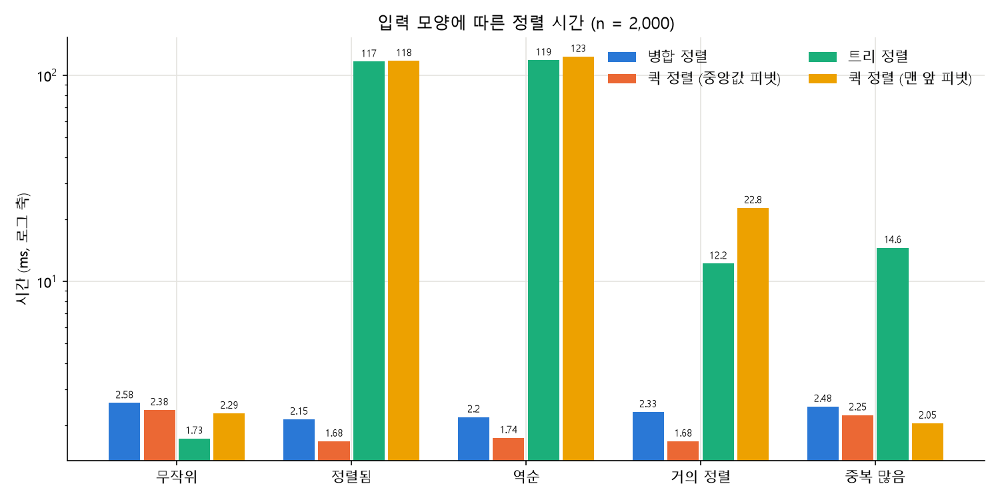 입력 모양에 따른 정렬 시간 (n = 2,000)
병합 정렬
퀵 정렬 (중앙값 피벗)
트리 정렬
퀵 정렬 (맨 앞 피벗)
시간 (ms, 로그 축)
10²
10¹
2.58 2.38 1.73 2.29
2.15 1.68 117 118
2.2 1.74 119 123
2.33 1.68 12.2 22.8
2.48 2.25 14.6 2.05
무작위 정렬됨 역순 거의 정렬 중복 많음